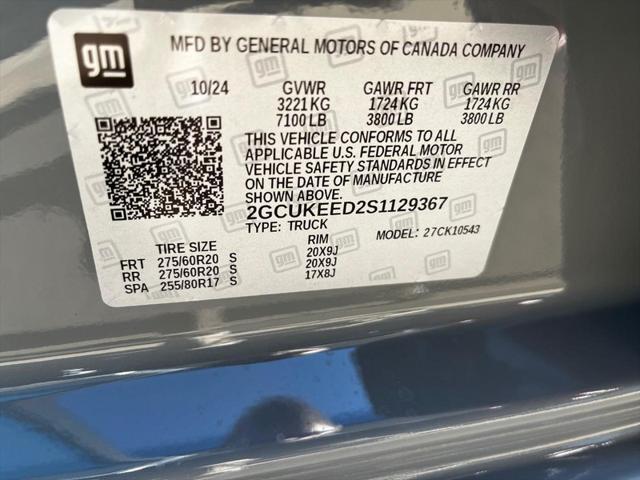 gm
MFD BY GENERAL MOTORS OF CANADA COMPANY
10/24 GVWR GAWR FRT GAWR RR
3221 KG 1724 KG 1724 KG
7100 LB 3800 LB 3800 LB
THIS VEHICLE CONFORMS TO ALL
APPLICABLE U.S. FEDERAL MOTOR
VEHICLE SAFETY STANDARDS IN EFFECT
ON THE DATE OF MANUFACTURE
SHOWN ABOVE.
2GCUKEED2S1129367
TYPE: TRUCK MODEL: 27CK10543
TIRE SIZE RIM
FRT 275/60R20 S 20X9J
RR 275/60R20 S 20X9J
SPA 255/80R17 S 17X8J